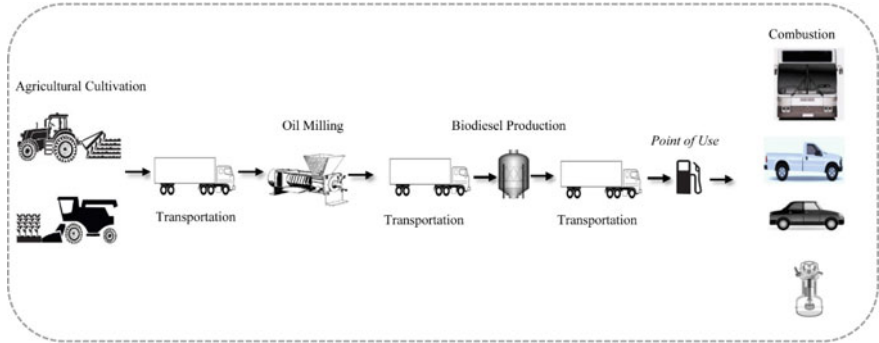 Combustion
Agricultural Cultivation
Oil Milling
Biodiesel Production
Point of Use
Transportation
Transportation
Transportation